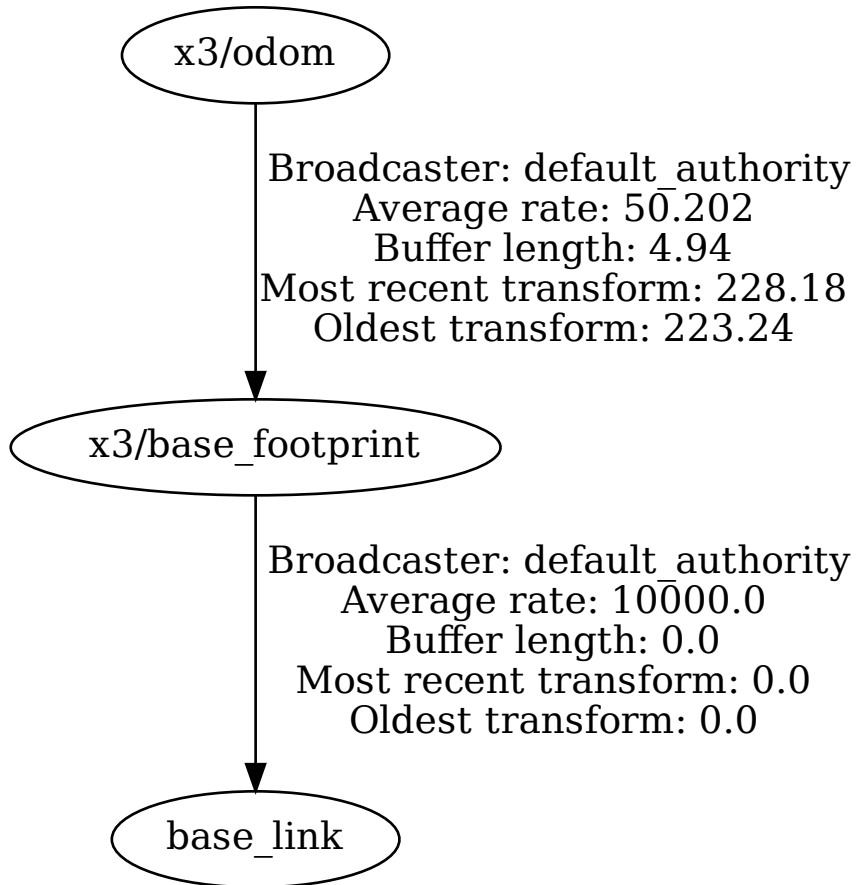 x3/odom
Broadcaster: default_authority
Average rate: 50.202
Buffer length: 4.94
Most recent transform: 228.18
Oldest transform: 223.24
x3/base_footprint
Broadcaster: default_authority
Average rate: 10000.0
Buffer length: 0.0
Most recent transform: 0.0
Oldest transform: 0.0
base_link